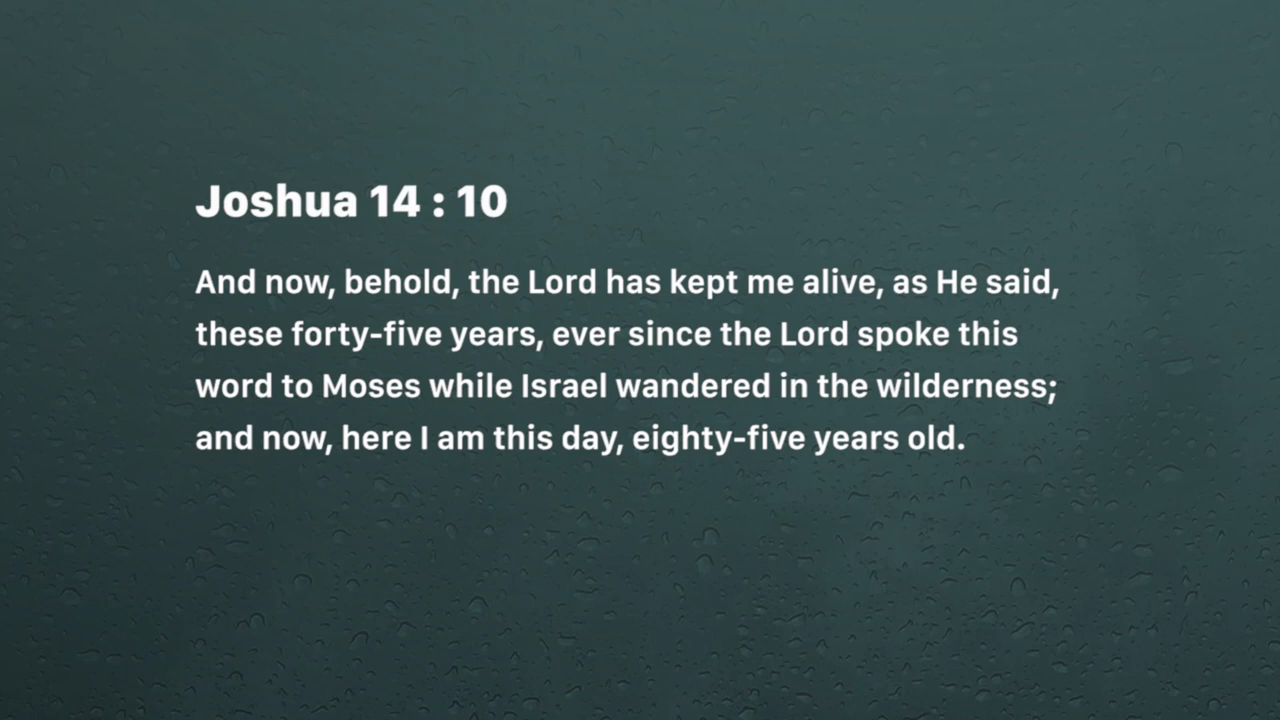 Joshua 14 : 10
And now, behold, the Lord has kept me alive, as He said,
these forty-five years, ever since the Lord spoke this
word to Moses while Israel wandered in the wilderness;
and now, here I am this day, eighty-five years old.